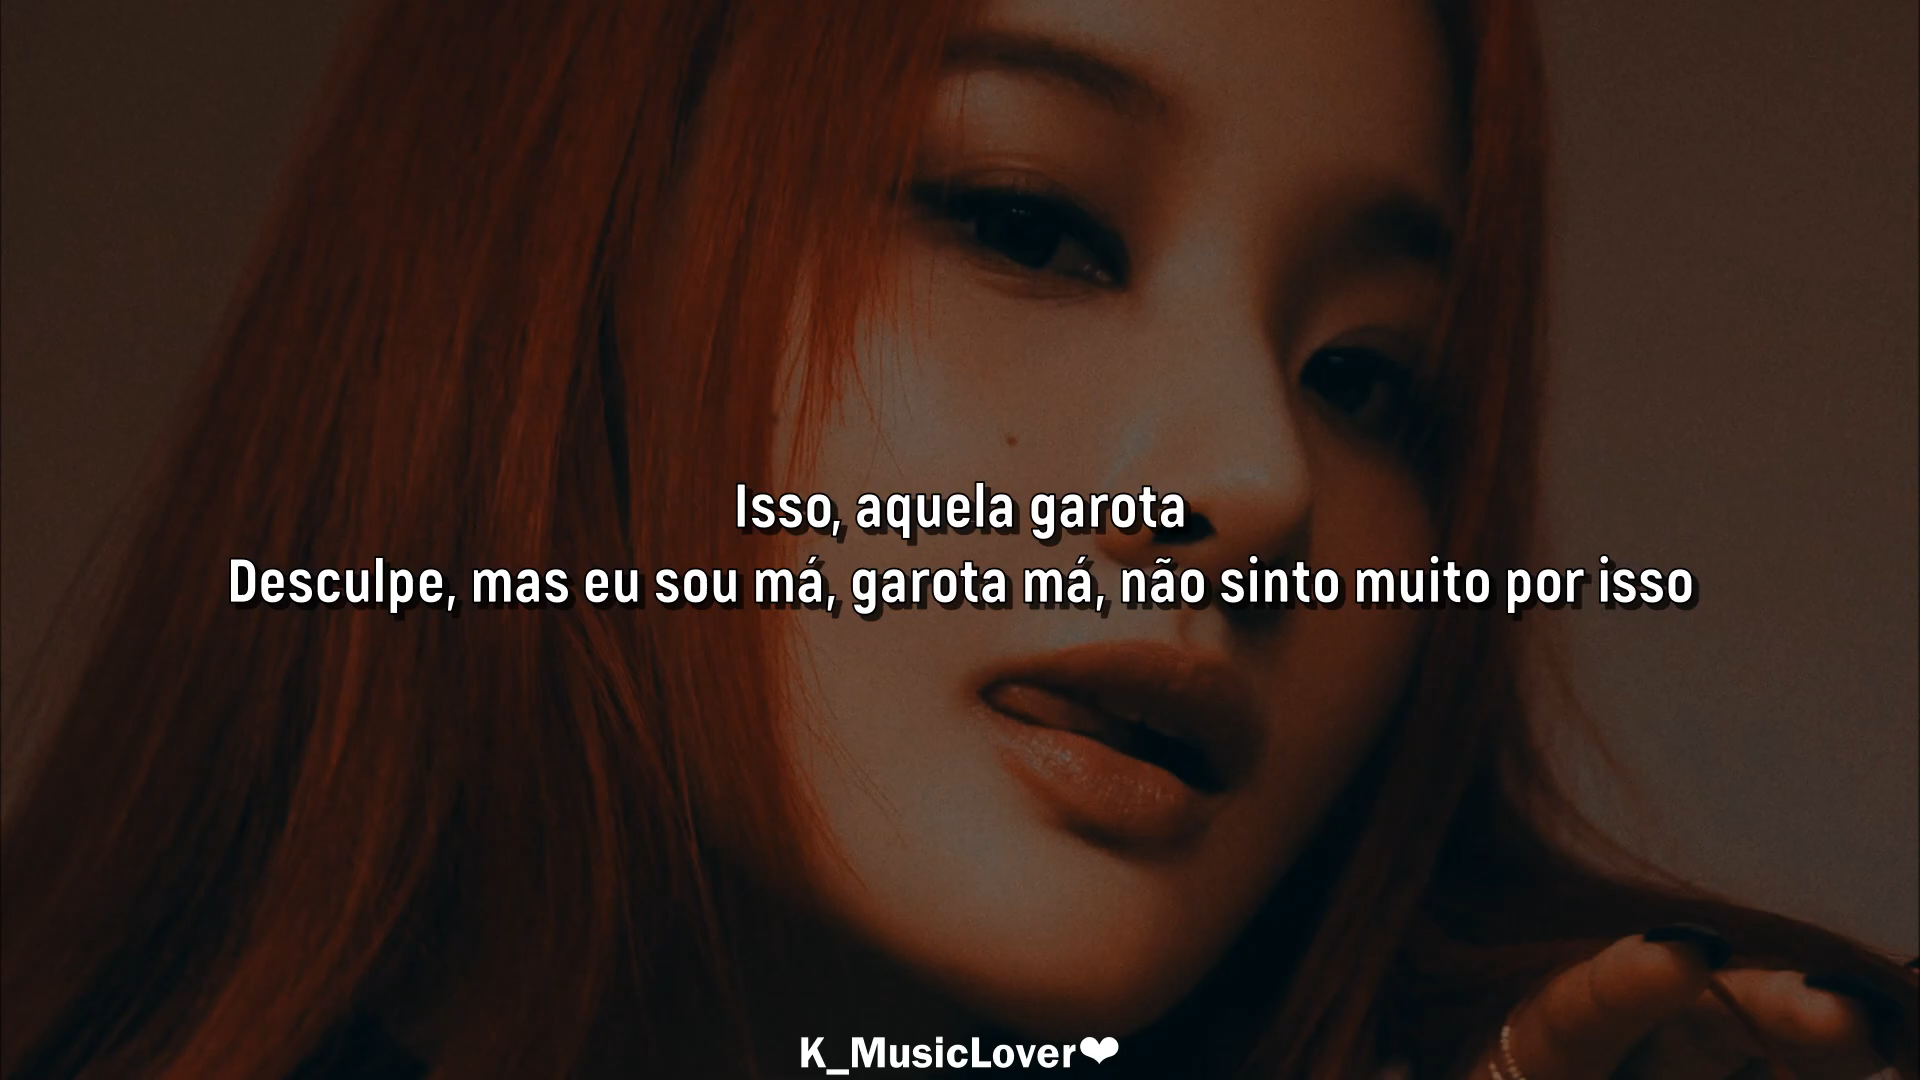 Isso, aquela garota
Desculpe, mas eu sou má, garota má, não sinto muito por isso
K_MusicLover❤